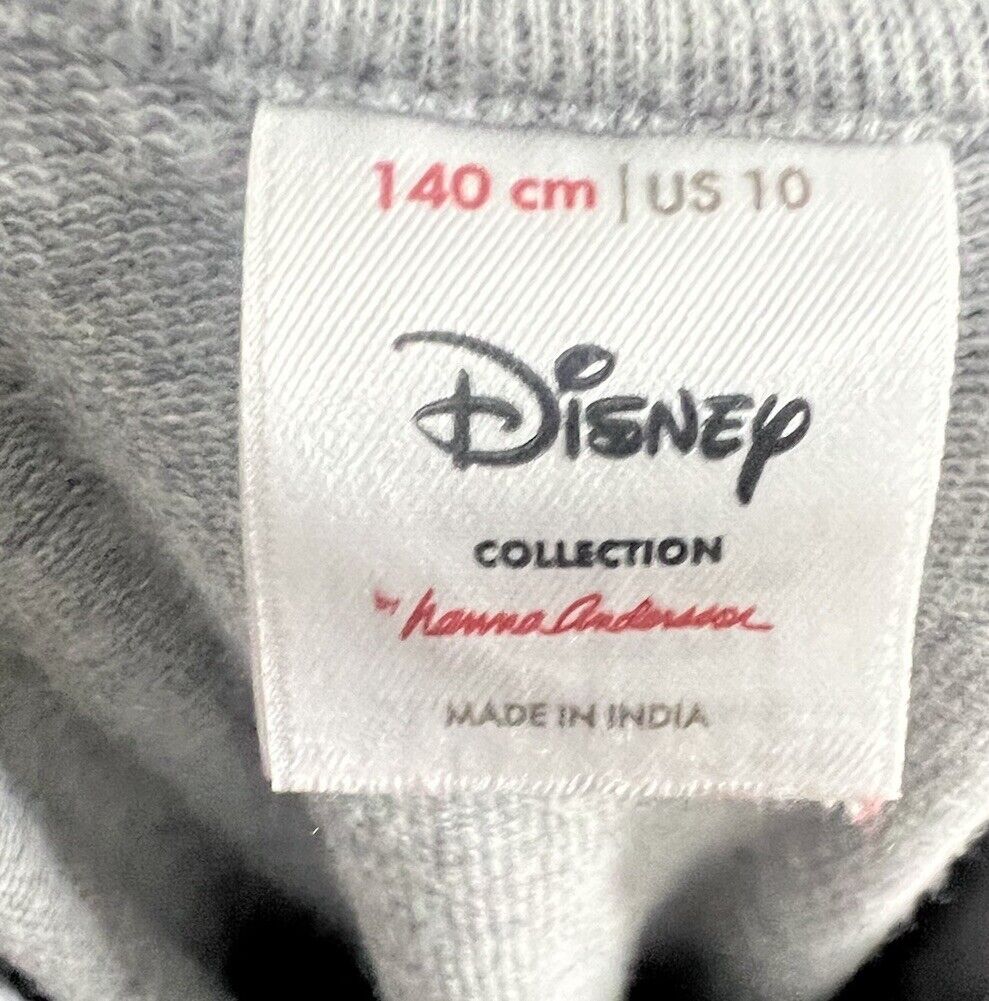 140 cm | US 10
Disney
COLLECTION
by hanna Andersson
MADE IN INDIA